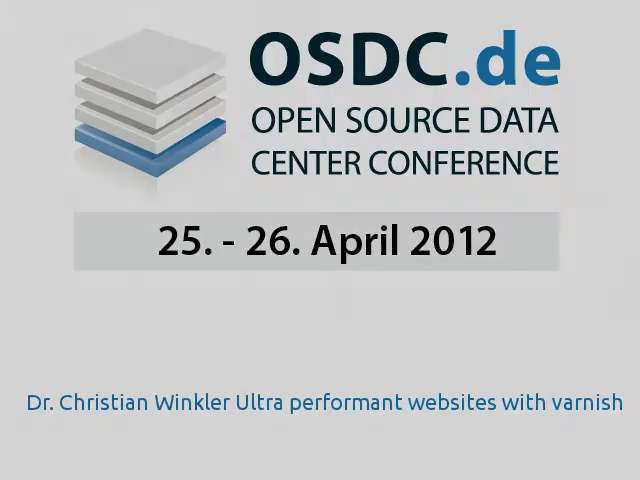 OSDC.de
OPEN SOURCE DATA
CENTER CONFERENCE
25. - 26. April 2012
Dr. Christian Winkler Ultra performant websites with varnish